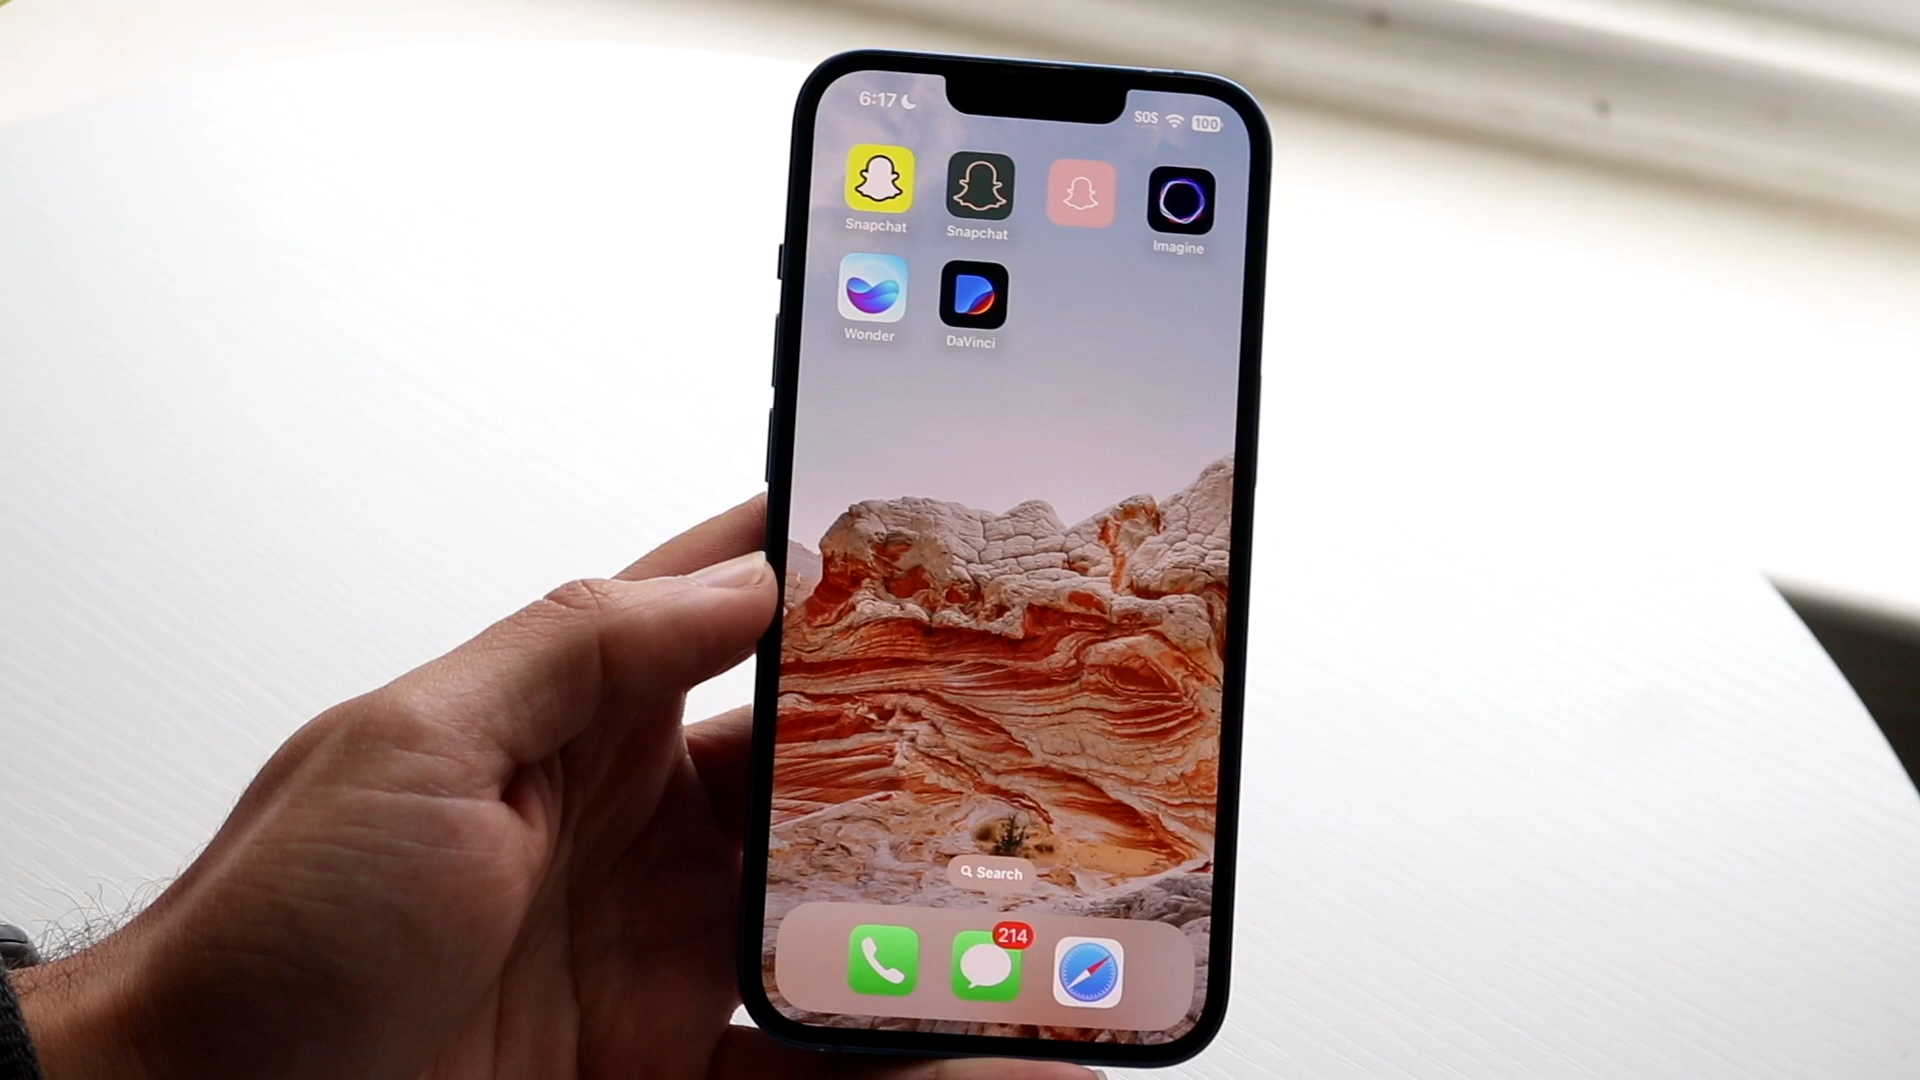 6:17
SOS 100
Snapchat
Snapchat
Imagine
Wonder
DaVinci
Search
214